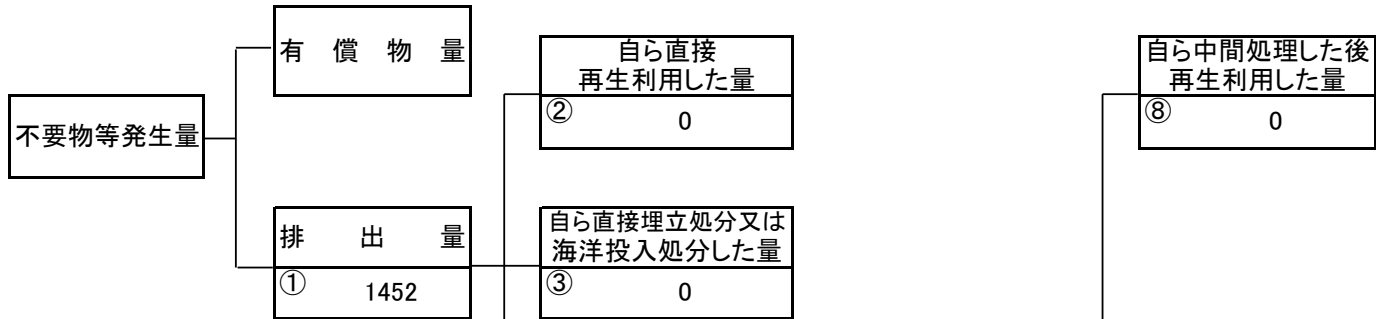 有償物量
自ら直接
再生利用した量
② 0
自ら中間処理した後
再生利用した量
⑧ 0
不要物等発生量
排出量
① 1452
自ら直接埋立処分又は
海洋投入処分した量
③ 0